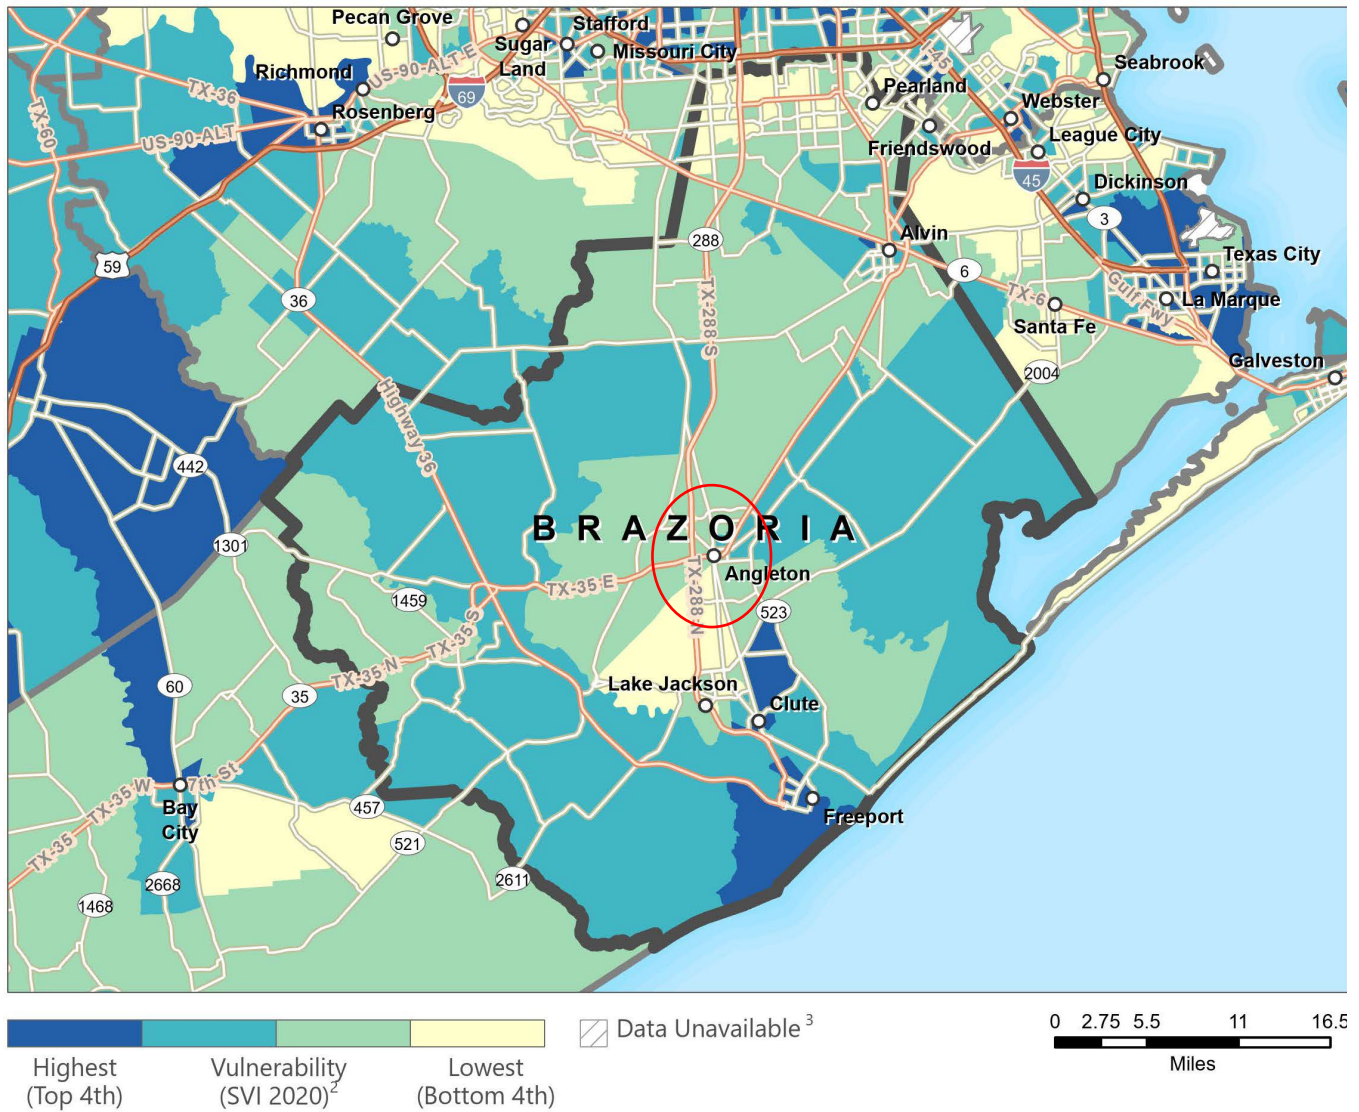 Pecan Grove
Stafford
Sugar
Land
Missouri City
I-45
Seabrook
Richmond
US-90-ALT-E
69
Pearland
Webster
TX-36
Rosenberg
TX-60
US-90-ALT
Friendswood
League City
45
Dickinson
3
288
Alvin
59
6
Texas City
36
TX-6
Gulf Fwy
La Marque
TX-288 S
Santa Fe
Galveston
2004
Highway 36
442
BRAZORIA
1301
Angleton
TX-35 E
TX-288 N
1459
523
TX-35 S
TX-35 N
60
35
Lake Jackson
Clute
7th St
TX-35 W
Bay
City
457
Freeport
TX-35
521
2668
2611
1468
Highest
(Top 4th)
Vulnerability
(SVI 2020)2
Lowest
(Bottom 4th)
Data Unavailable 3
0 2.75 5.5 11 16.5
Miles